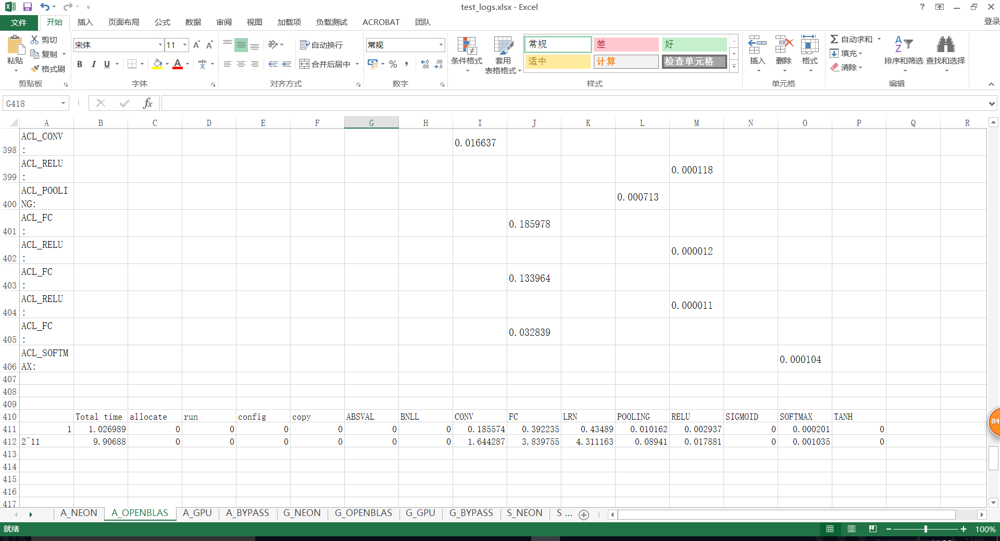 test_logs.xlsx - Excel
登录
文件 开始 插入 页面布局 公式 数据 审阅 视图 加载项 负载测试 ACROBAT 团队
粘贴 剪切 复制 格式刷 剪贴板
宋体 11
B I U A wén 文 字体
自动换行
合并后居中
对齐方式
常规
% , 数字
条件格式 套用 表格格式
常规 差 好
适中 计算 检查单元格
样式
插入 删除 格式
单元格
Σ 自动求和
填充
清除
排序和筛选 查找和选择
编辑
G418 fx
A B C D E F G H I J K L M N O P Q R
398 ACL_CONV : 0.016637
399 ACL_RELU : 0.000118
400 ACL_POOLING: 0.000713
401 ACL_FC : 0.185978
402 ACL_RELU : 0.000012
403 ACL_FC : 0.133964
404 ACL_RELU : 0.000011
405 ACL_FC : 0.032839
406 ACL_SOFTMAX: 0.000104
407
408
409
410 Total time allocate run config copy ABSVAL BNLL CONV FC LRN POOLING RELU SIGMOID SOFTMAX TANH
411 1 1.026989 0 0 0 0 0 0 0.185574 0.392235 0.43489 0.010162 0.002937 0 0.000201 0
412 2^11 9.90688 0 0 0 0 0 0 1.644287 3.839755 4.311163 0.08941 0.017881 0 0.001035 0
413
414
415
416
417
84
A_NEON A_OPENBLAS A_GPU A_BYPASS G_NEON G_OPENBLAS G_GPU G_BYPASS S_NEON S ...
就绪 100%